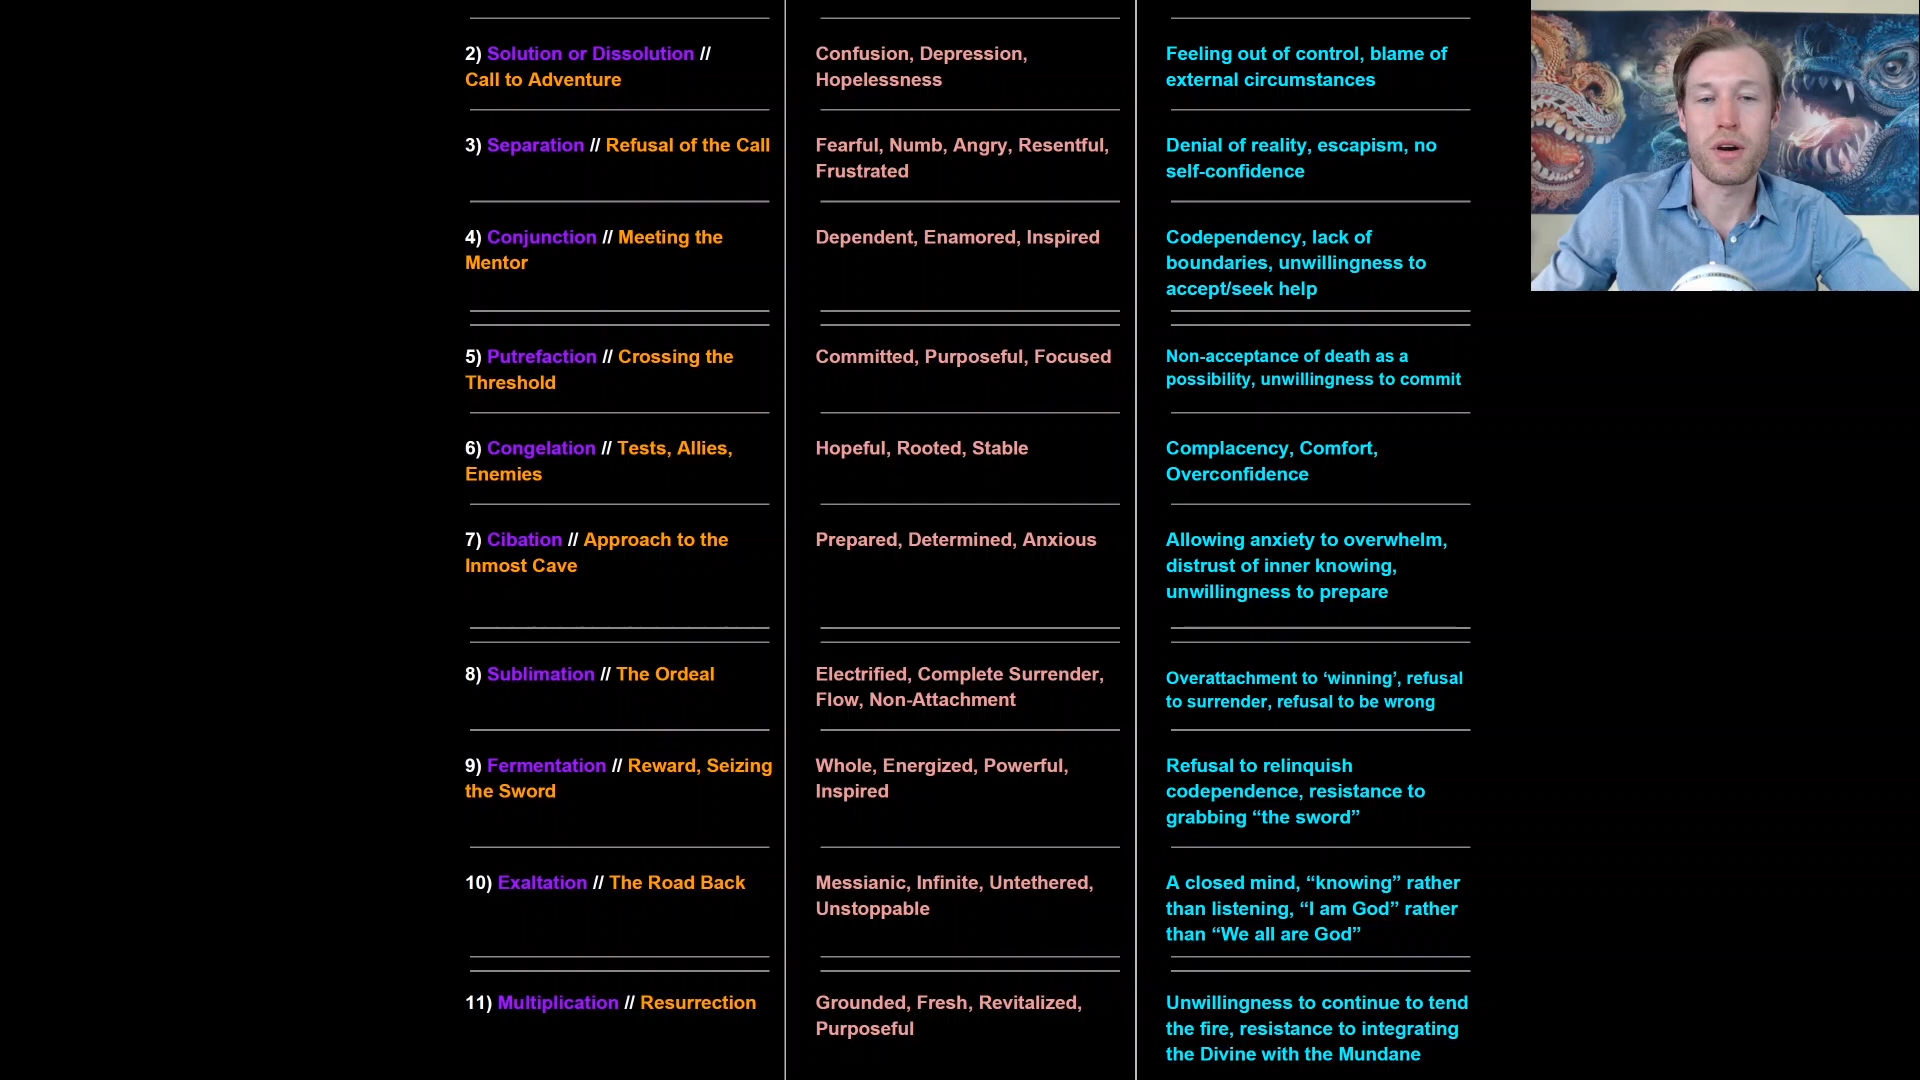 2) Solution or Dissolution //
Call to Adventure
Confusion, Depression,
Hopelessness
Feeling out of control, blame of
external circumstances
3) Separation // Refusal of the Call
Fearful, Numb, Angry, Resentful,
Frustrated
Denial of reality, escapism, no
self-confidence
4) Conjunction // Meeting the
Mentor
Dependent, Enamored, Inspired
Codependency, lack of
boundaries, unwillingness to
accept/seek help
5) Putrefaction // Crossing the
Threshold
Committed, Purposeful, Focused
Non-acceptance of death as a
possibility, unwillingness to commit
6) Congelation // Tests, Allies,
Enemies
Hopeful, Rooted, Stable
Complacency, Comfort,
Overconfidence
7) Cibation // Approach to the
Inmost Cave
Prepared, Determined, Anxious
Allowing anxiety to overwhelm,
distrust of inner knowing,
unwillingness to prepare
8) Sublimation // The Ordeal
Electrified, Complete Surrender,
Flow, Non-Attachment
Overattachment to ‘winning’, refusal
to surrender, refusal to be wrong
9) Fermentation // Reward, Seizing
the Sword
Whole, Energized, Powerful,
Inspired
Refusal to relinquish
codependence, resistance to
grabbing “the sword”
10) Exaltation // The Road Back
Messianic, Infinite, Untethered,
Unstoppable
A closed mind, “knowing” rather
than listening, “I am God” rather
than “We all are God”
11) Multiplication // Resurrection
Grounded, Fresh, Revitalized,
Purposeful
Unwillingness to continue to tend
the fire, resistance to integrating
the Divine with the Mundane